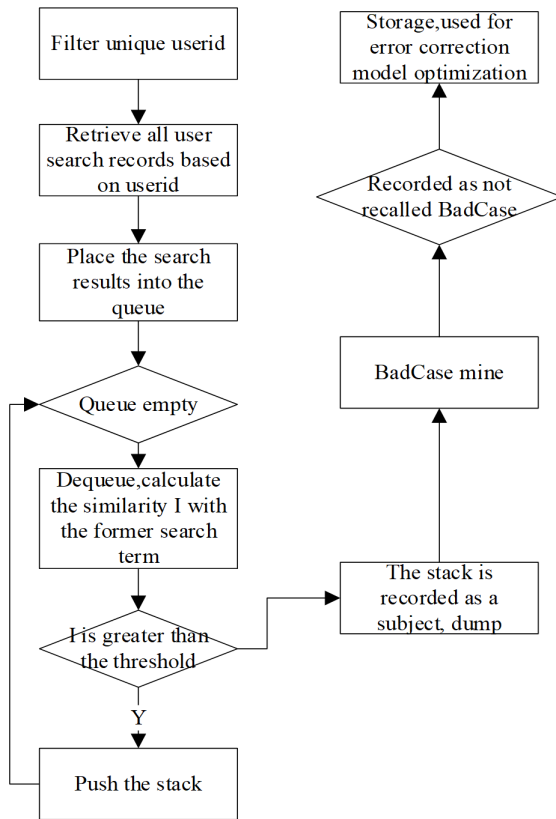 Filter unique userid
Retrieve all user
search records based
on userid
Place the search
results into the
queue
Queue empty
Dequeue,calculate
the similarity I with
the former search
term
I is greater than
the threshold
Y
Push the stack
Storage,used for
error correction
model optimization
Recorded as not
recalled BadCase
BadCase mine
The stack is
recorded as a
subject, dump